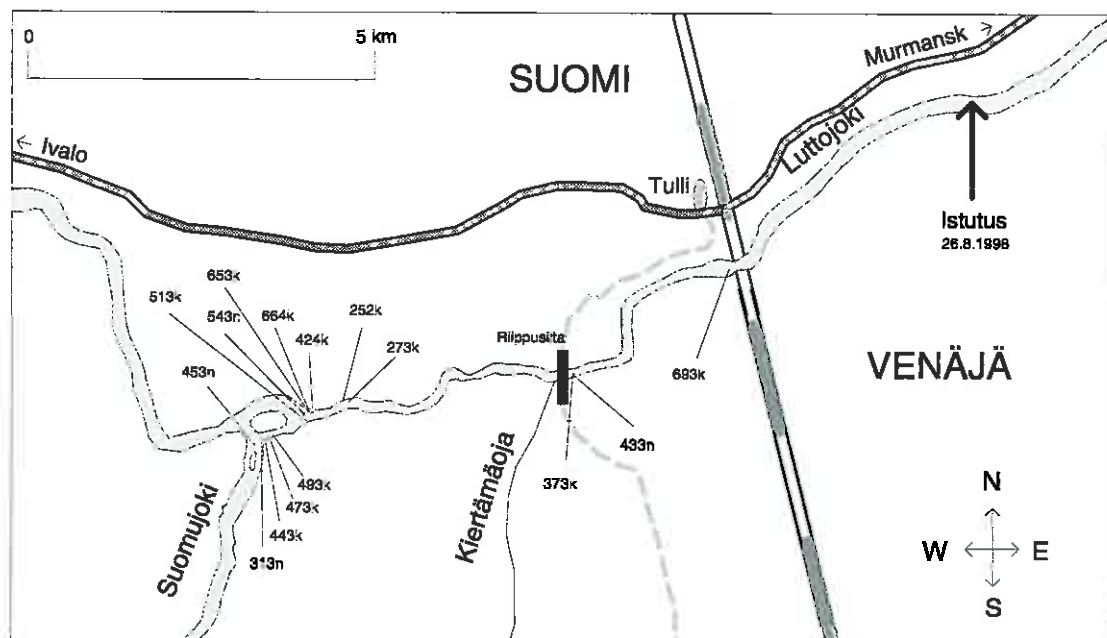 0
5 km
SUOMI
Murmansk
Ivalo
Luttojoki
Tulli
Istutus
26.8.1998
653k
513k
664k
252k
543n
424k
273k
Riippusilta
453n
693k
VENÄJÄ
433n
493k
373k
473k
443k
313n
Suomujoki
Kiertämäoja
N
W
E
S